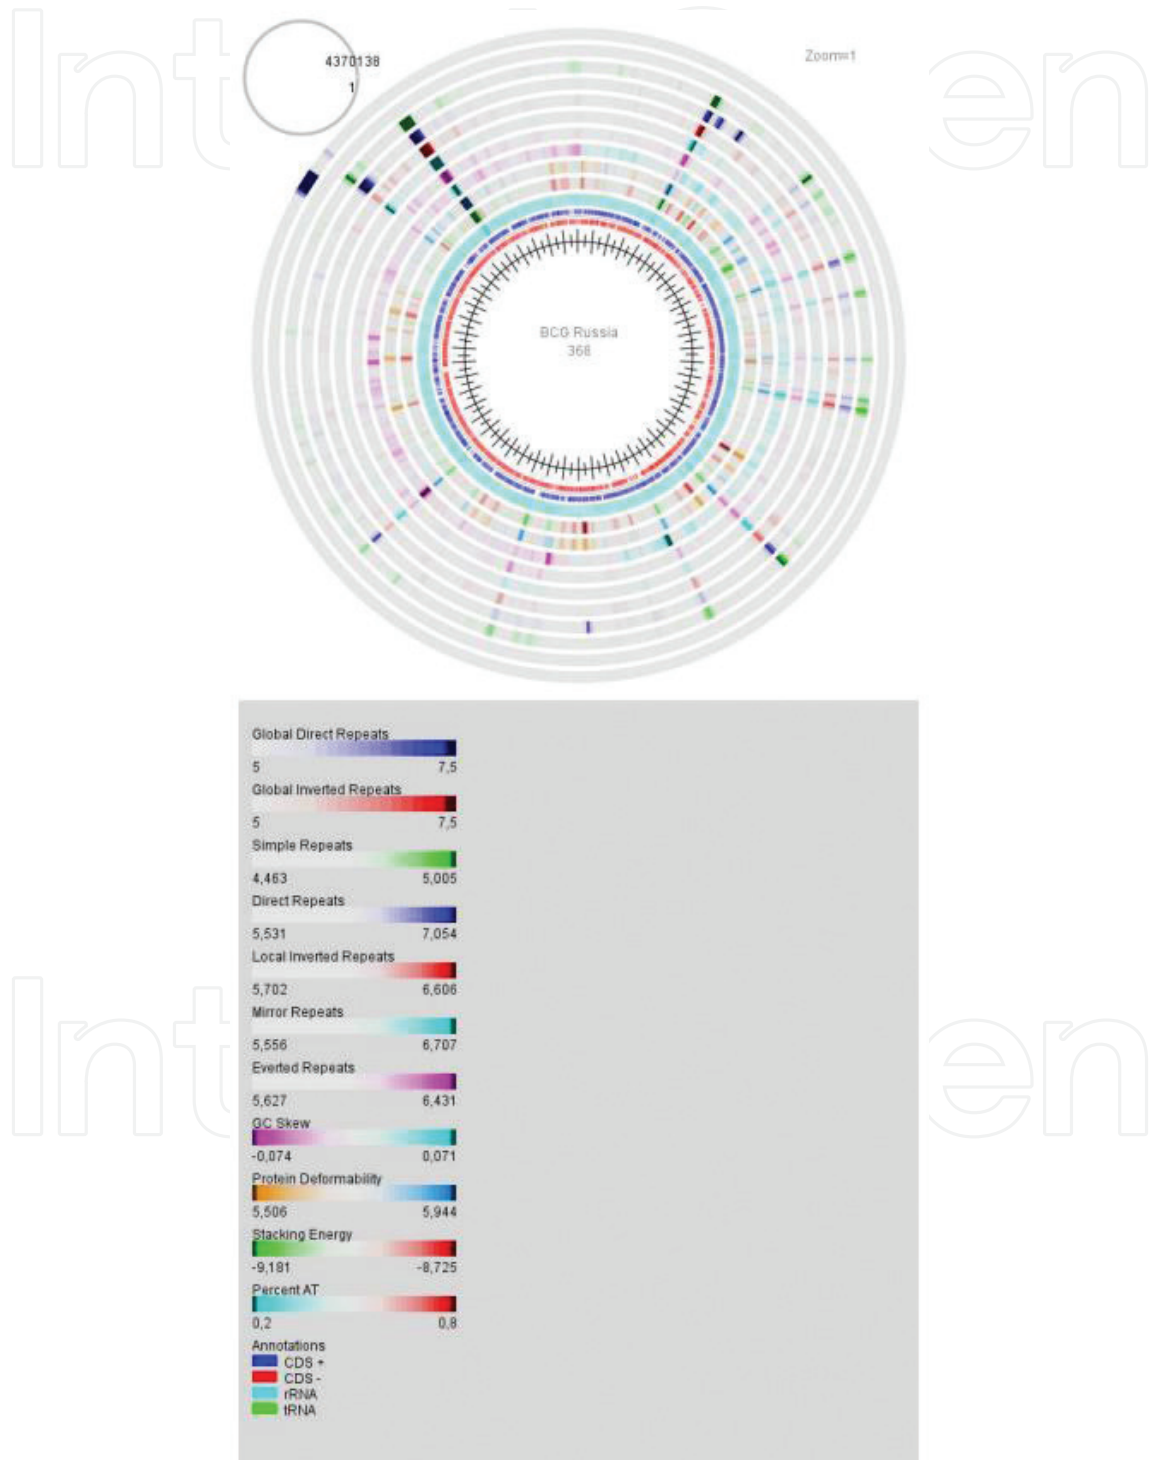 4370138
1
Zoom=1
BCG Russia
368
Global Direct Repeats
5 7,5
Global Inverted Repeats
5 7,5
Simple Repeats
4,463 5,005
Direct Repeats
5,531 7,054
Local Inverted Repeats
5,702 6,606
Mirror Repeats
5,556 6,707
Everted Repeats
5,627 6,431
GC Skew
-0,074 0,071
Protein Deformability
5,506 5,944
Stacking Energy
-9,181 -8,725
Percent AT
0,2 0,8
Annotations
CDS +
CDS -
rRNA
tRNA